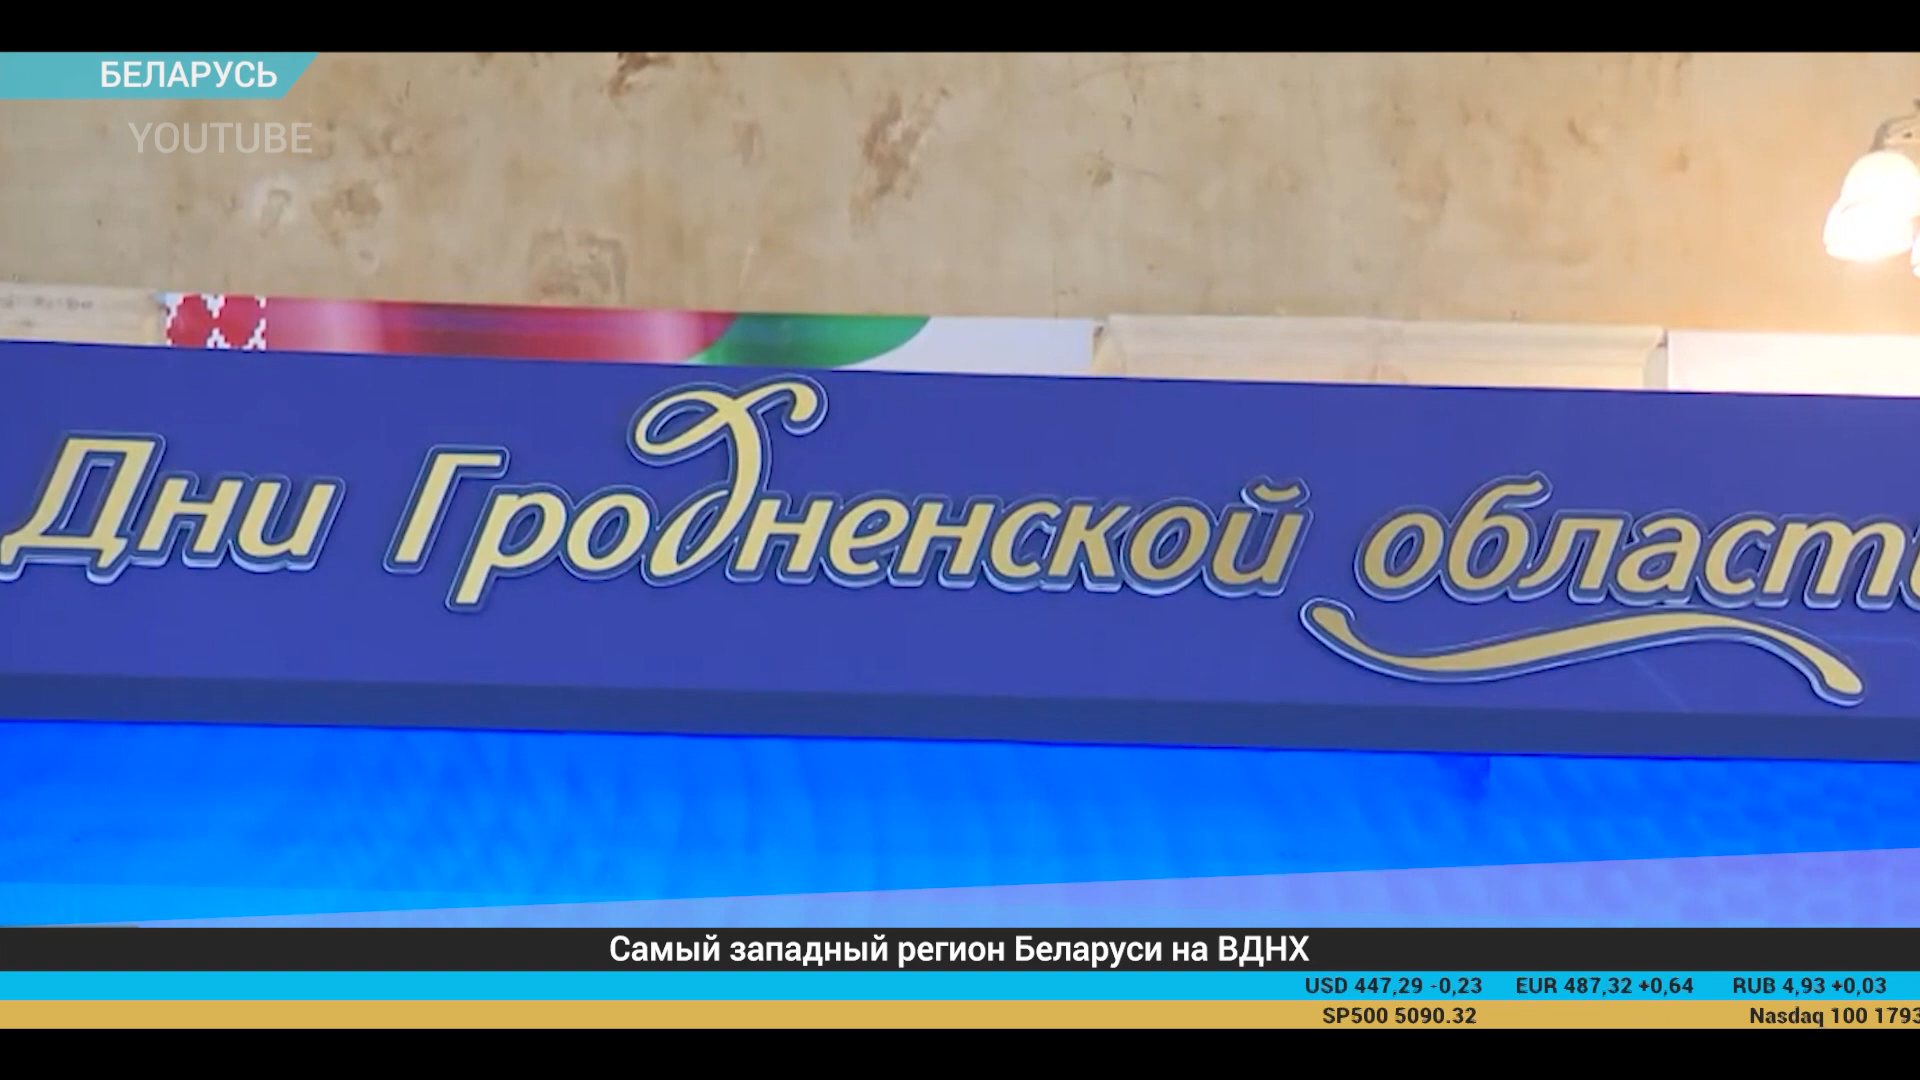 БЕЛАРУСЬ
YOUTUBE
Дни Гродненской област
Самый западный регион Беларуси на ВДНХ
USD 447,29 -0,23 EUR 487,32 +0,64 RUB 4,93 +0,03
SP500 5090.32 Nasdaq 100 1793